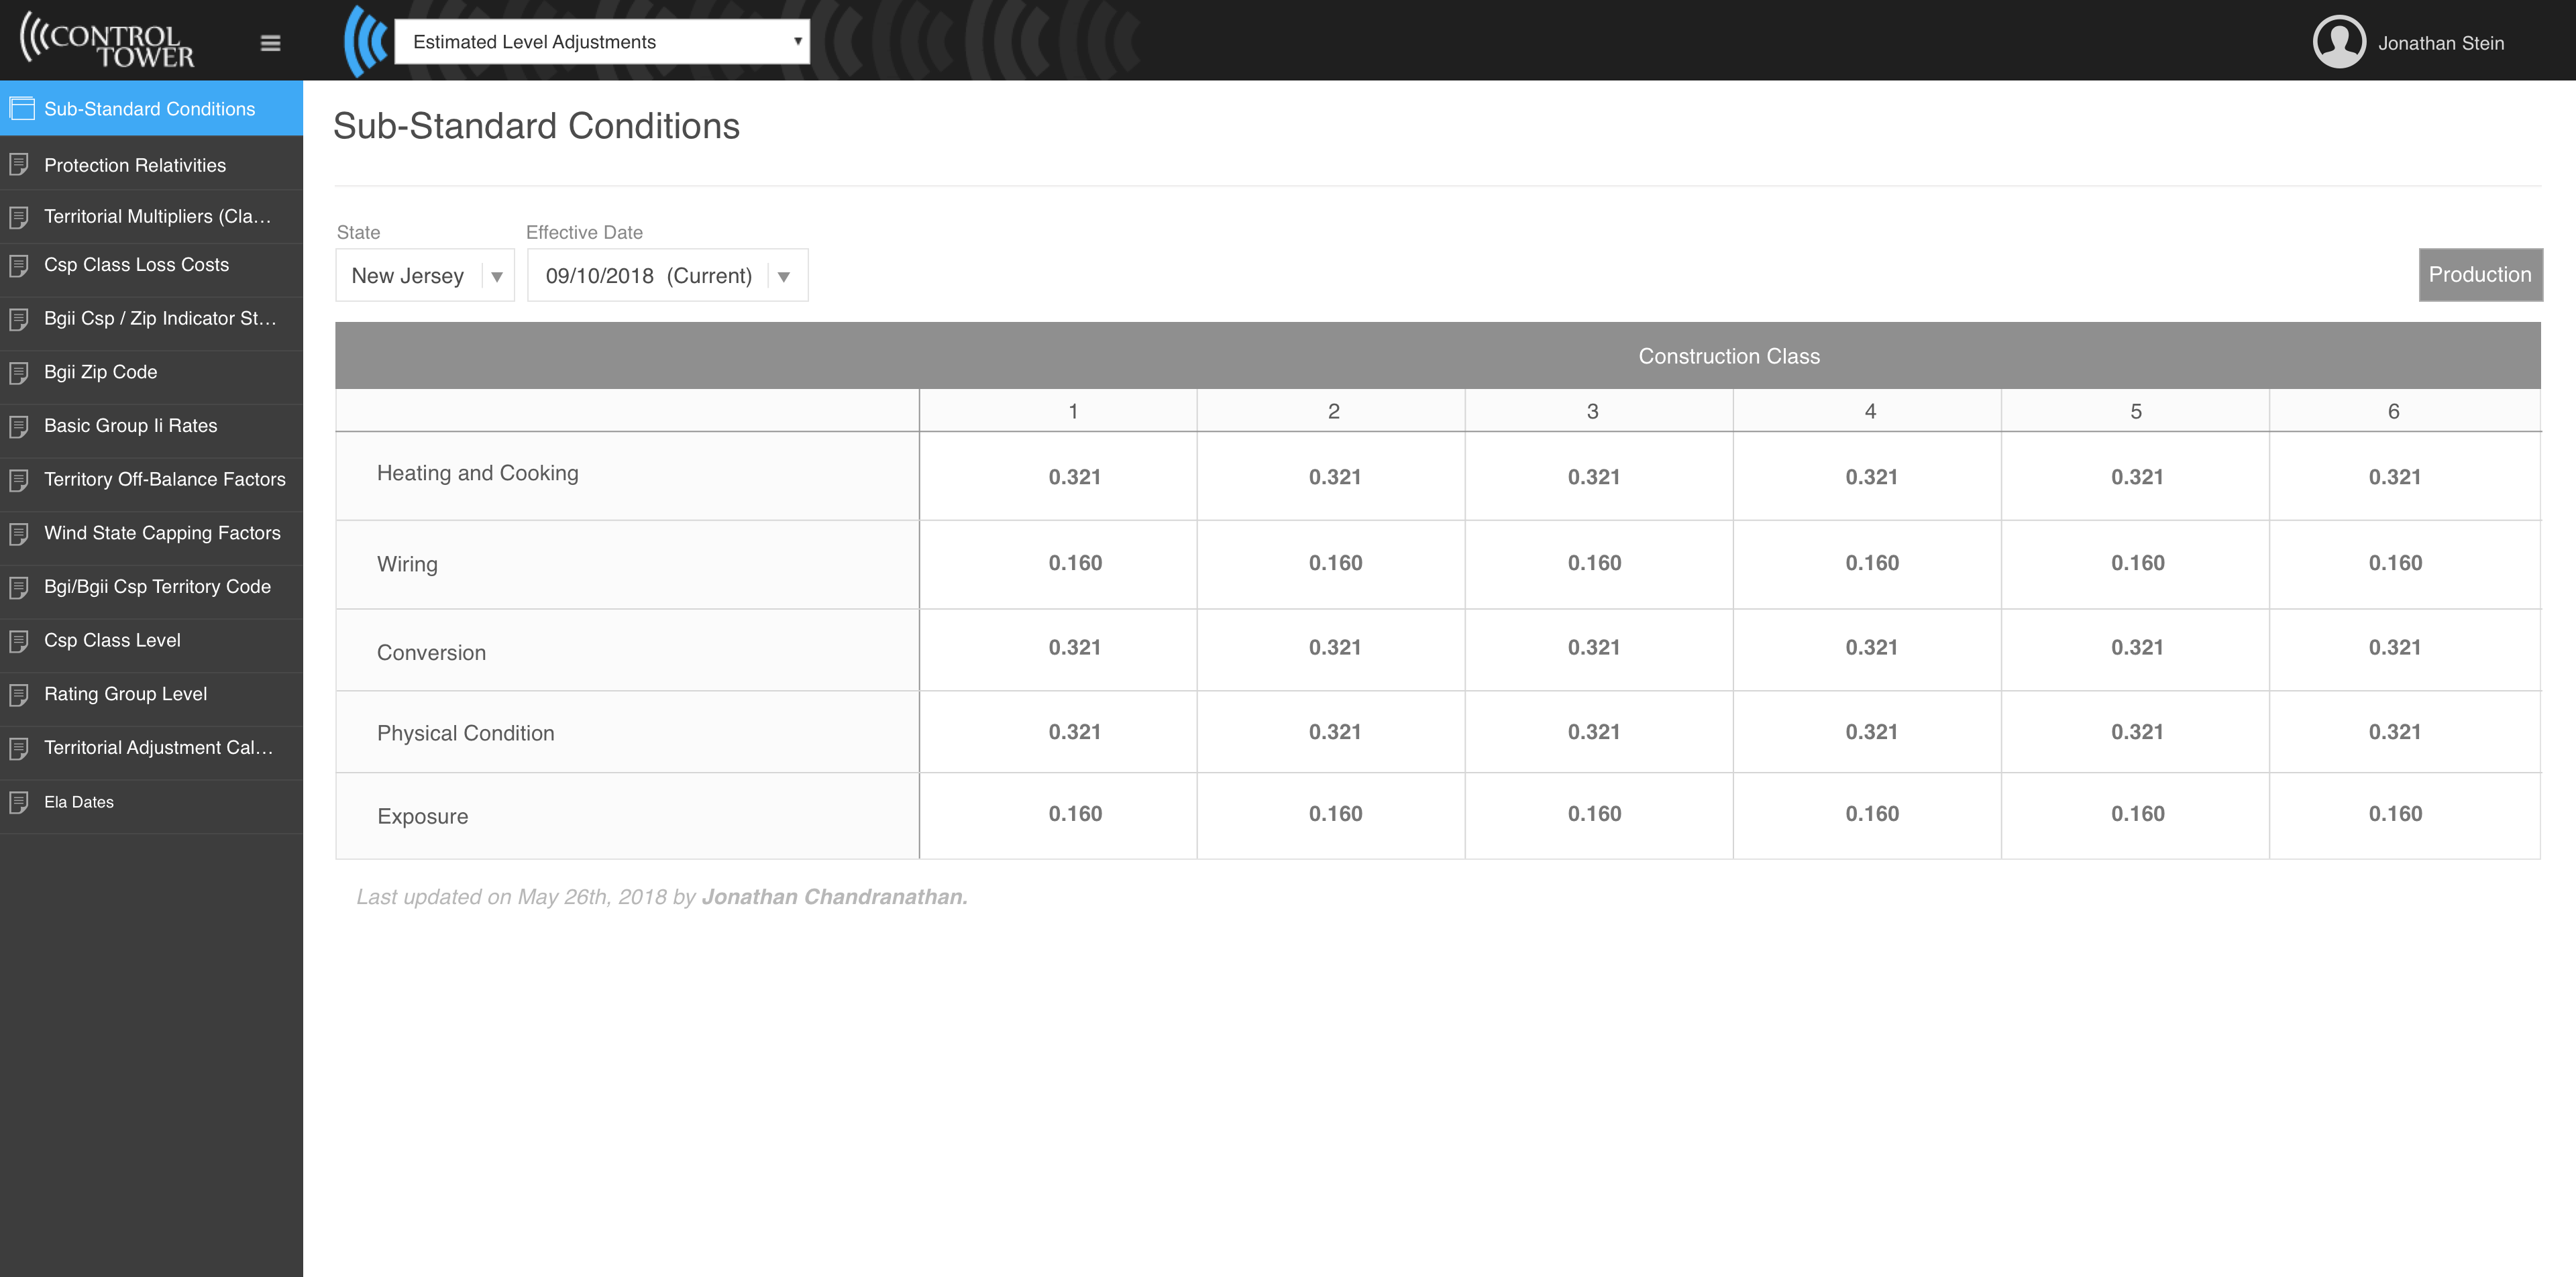 CONTROL
TOWER
Estimated Level Adjustments
Jonathan Stein
Sub-Standard Conditions
Protection Relativities
Territorial Multipliers (Cla...
Csp Class Loss Costs
Bgii Csp / Zip Indicator St...
Bgii Zip Code
Basic Group Ii Rates
Territory Off-Balance Factors
Wind State Capping Factors
Bgi/Bgii Csp Territory Code
Csp Class Level
Rating Group Level
Territorial Adjustment Cal...
Ela Dates
Sub-Standard Conditions
State Effective Date
New Jersey 09/10/2018 (Current)
Production
Construction Class
1 2 3 4 5 6
Heating and Cooking 0.321 0.321 0.321 0.321 0.321 0.321
Wiring 0.160 0.160 0.160 0.160 0.160 0.160
Conversion 0.321 0.321 0.321 0.321 0.321 0.321
Physical Condition 0.321 0.321 0.321 0.321 0.321 0.321
Exposure 0.160 0.160 0.160 0.160 0.160 0.160
Last updated on May 26th, 2018 by Jonathan Chandranathan.